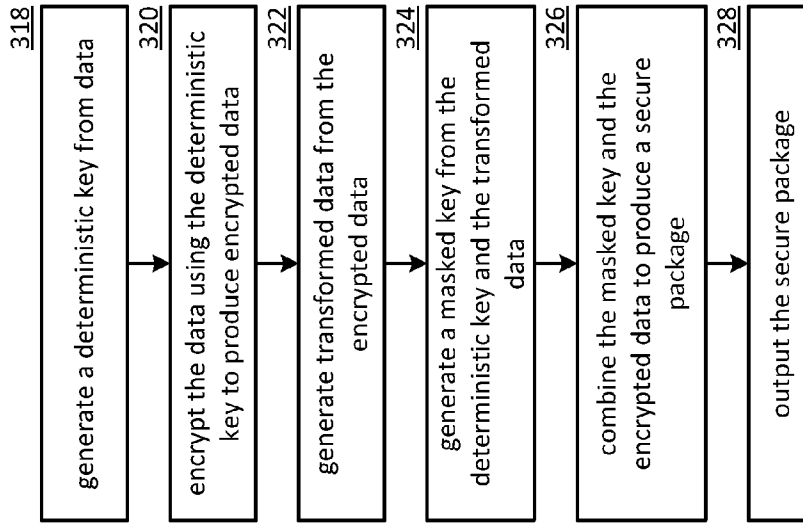 318
generate a deterministic key from data
320
encrypt the data using the deterministic
key to produce encrypted data
322
generate transformed data from the
encrypted data
324
generate a masked key from the
deterministic key and the transformed
data
326
combine the masked key and the
encrypted data to produce a secure
package
328
output the secure package